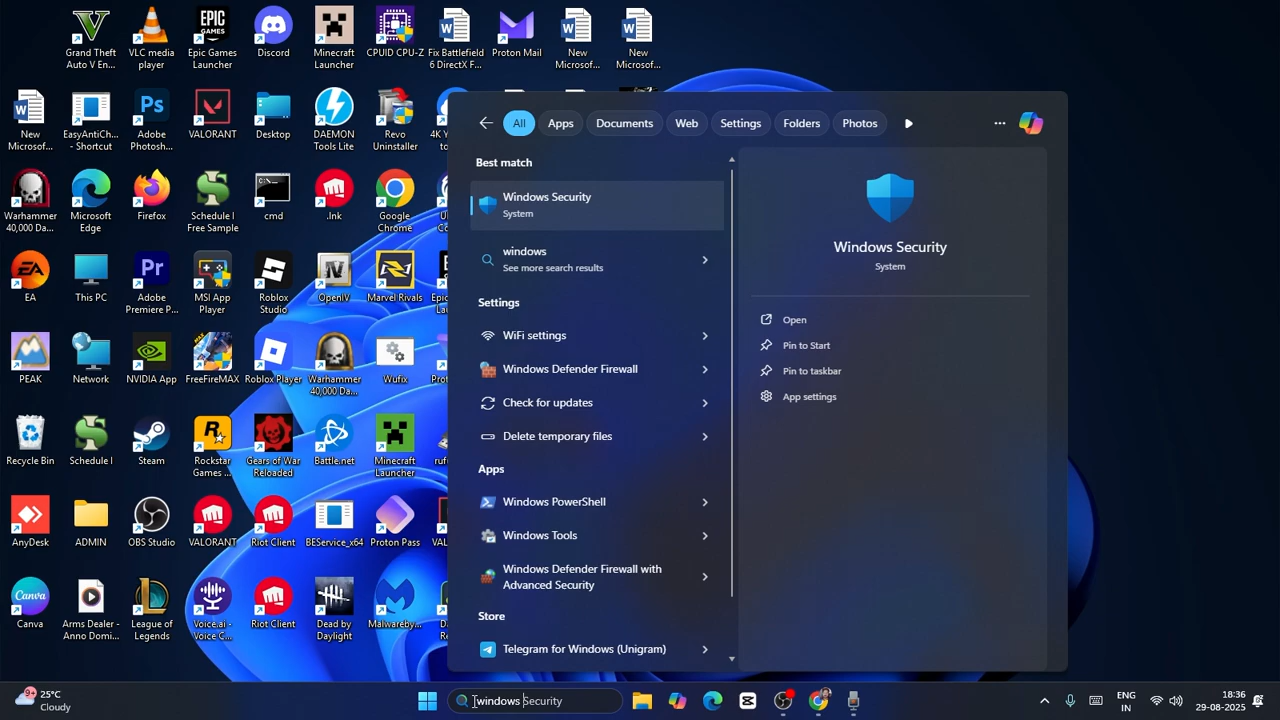 Grand Theft
Auto V En...
VLC media
player
Epic Games
Launcher
Discord
Minecraft
Launcher
CPUID CPU-Z
Fix Battlefield
6 DirectX F...
Proton Mail
New
Microsof...
New
Microsof...
New
Microsof...
EasyAntiCh...
- Shortcut
Adobe
Photosh...
VALORANT
Desktop
DAEMON
Tools Lite
Revo
Uninstaller
Warhammer
40,000 Da...
Microsoft
Edge
Firefox
Schedule I
Free Sample
cmd
.lnk
Google
Chrome
EA
This PC
Adobe
Premiere P...
MSI App
Player
Roblox
Studio
OpenIV
Marvel Rivals
PEAK
Network
NVIDIA App
FreeFireMAX
Roblox Player
Warhammer
40,000 Da...
Wufix
Recycle Bin
Schedule I
Steam
Rockstar
Games ...
Gears of War
Reloaded
Battle.net
Minecraft
Launcher
AnyDesk
ADMIN
OBS Studio
VALORANT
Riot Client
BEService_x64
Proton Pass
Canva
Arms Dealer -
Anno Domi...
League of
Legends
Voice.ai -
Voice C...
Riot Client
Dead by
Daylight
Malwareby...
All
Apps
Documents
Web
Settings
Folders
Photos
Best match
Windows Security
System
windows
See more search results
Settings
WiFi settings
Windows Defender Firewall
Check for updates
Delete temporary files
Apps
Windows PowerShell
Windows Tools
Windows Defender Firewall with
Advanced Security
Store
Telegram for Windows (Unigram)
Windows Security
System
Open
Pin to Start
Pin to taskbar
App settings
9+
25°C
Cloudy
windows Security
ENG
IN
18:36
29-08-2025